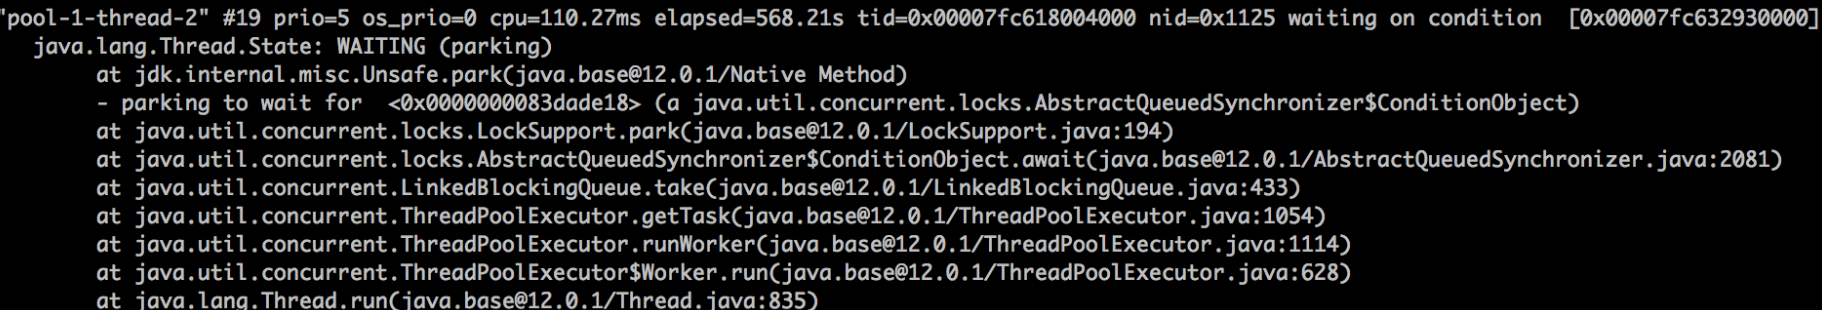 "pool-1-thread-2" #19 prio=5 os_prio=0 cpu=110.27ms elapsed=568.21s tid=0x00007fc618004000 nid=0x1125 waiting on condition  [0x00007fc632930000]
java.lang.Thread.State: WAITING (parking)
at jdk.internal.misc.Unsafe.park(java.base@12.0.1/Native Method)
- parking to wait for  <0x0000000083dade18> (a java.util.concurrent.locks.AbstractQueuedSynchronizer$ConditionObject)
at java.util.concurrent.locks.LockSupport.park(java.base@12.0.1/LockSupport.java:194)
at java.util.concurrent.locks.AbstractQueuedSynchronizer$ConditionObject.await(java.base@12.0.1/AbstractQueuedSynchronizer.java:2081)
at java.util.concurrent.LinkedBlockingQueue.take(java.base@12.0.1/LinkedBlockingQueue.java:433)
at java.util.concurrent.ThreadPoolExecutor.getTask(java.base@12.0.1/ThreadPoolExecutor.java:1054)
at java.util.concurrent.ThreadPoolExecutor.runWorker(java.base@12.0.1/ThreadPoolExecutor.java:1114)
at java.util.concurrent.ThreadPoolExecutor$Worker.run(java.base@12.0.1/ThreadPoolExecutor.java:628)
at java.lang.Thread.run(java.base@12.0.1/Thread.java:835)